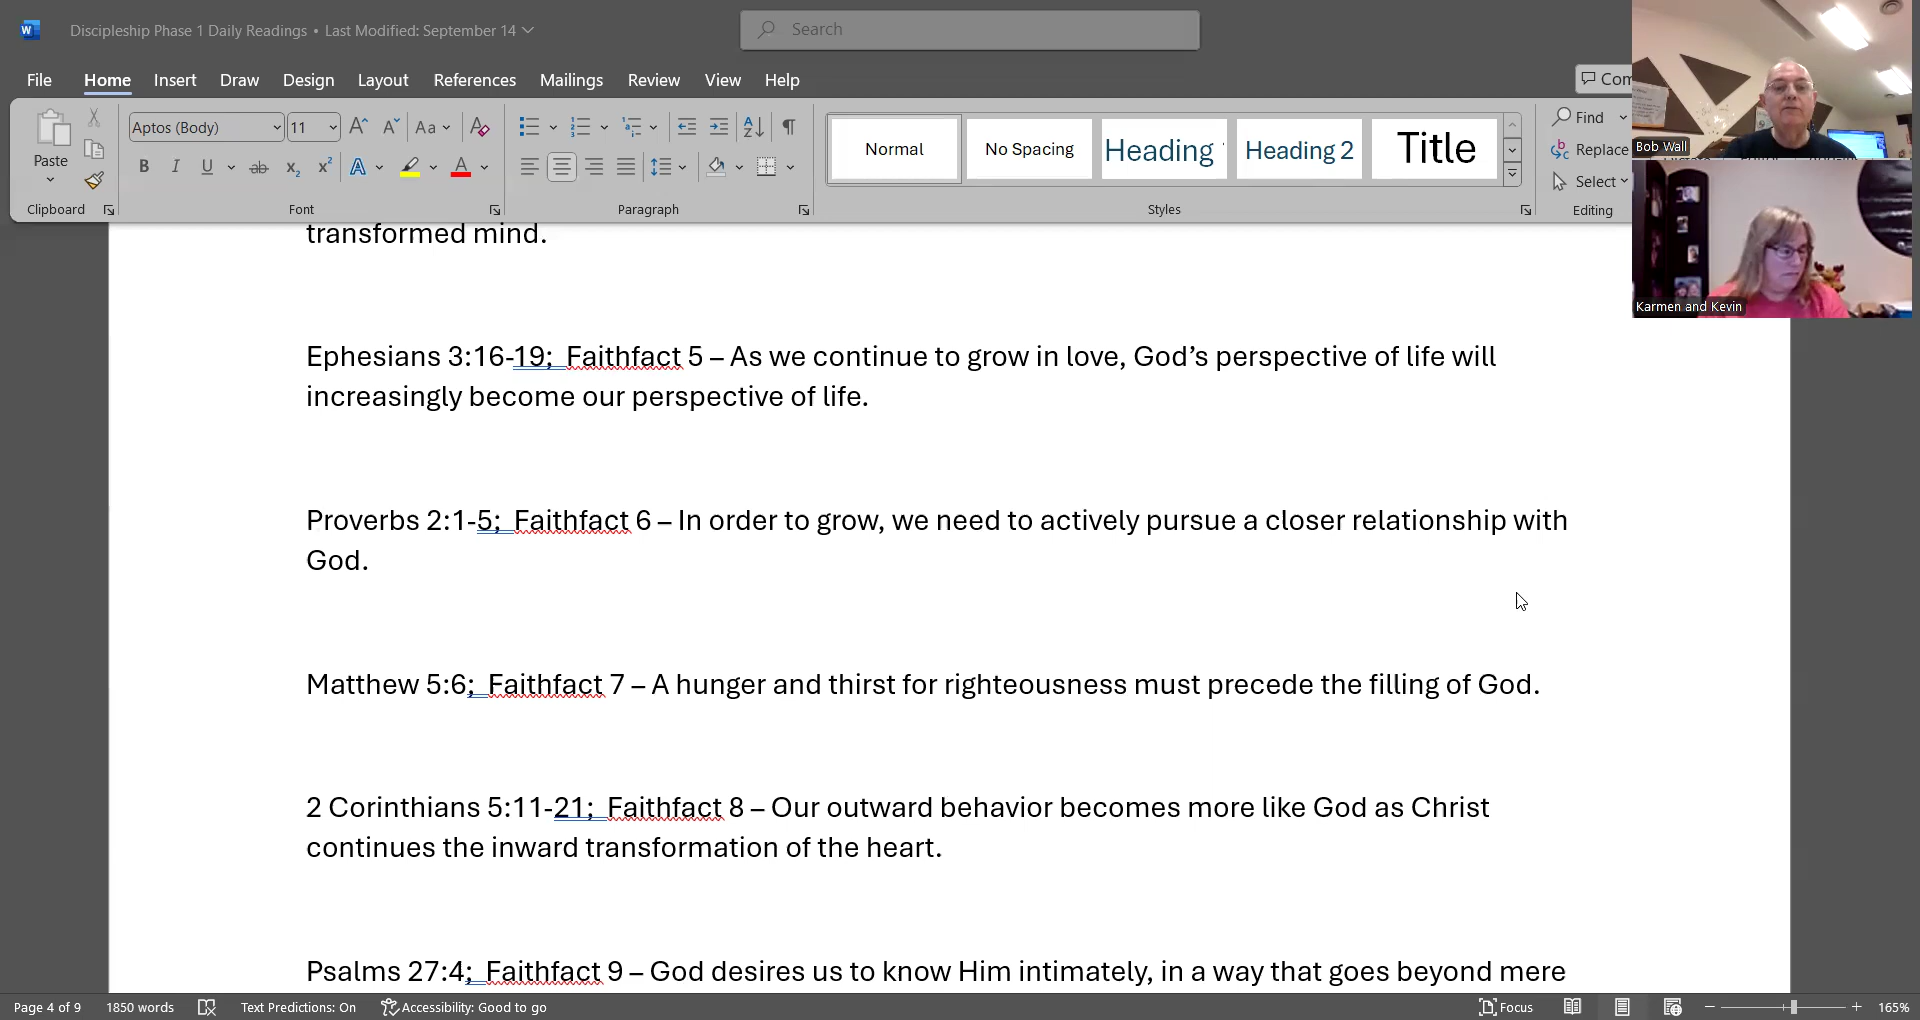 Discipleship Phase 1 Daily Readings • Last Modified: September 14
Search
File Home Insert Draw Design Layout References Mailings Review View Help
Com
Paste
Clipboard
Aptos (Body) 11
Font
Paragraph
Normal
No Spacing
Heading 1
Heading 2
Title
Styles
Find
Replace
Select
Editing
Bob Wall
Karmen and Kevin
transformed mind.
Ephesians 3:16-19;  Faithfact 5 – As we continue to grow in love, God’s perspective of life will
increasingly become our perspective of life.
Proverbs 2:1-5;  Faithfact 6 – In order to grow, we need to actively pursue a closer relationship with
God.
Matthew 5:6;  Faithfact 7 – A hunger and thirst for righteousness must precede the filling of God.
2 Corinthians 5:11-21;  Faithfact 8 – Our outward behavior becomes more like God as Christ
continues the inward transformation of the heart.
Psalms 27:4;  Faithfact 9 – God desires us to know Him intimately, in a way that goes beyond mere
Page 4 of 9 1850 words Text Predictions: On Accessibility: Good to go Focus 165%